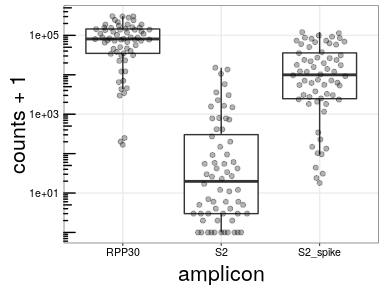 counts + 1
1e+05
1e+03
1e+01
RPP30
S2
S2_spike
amplicon